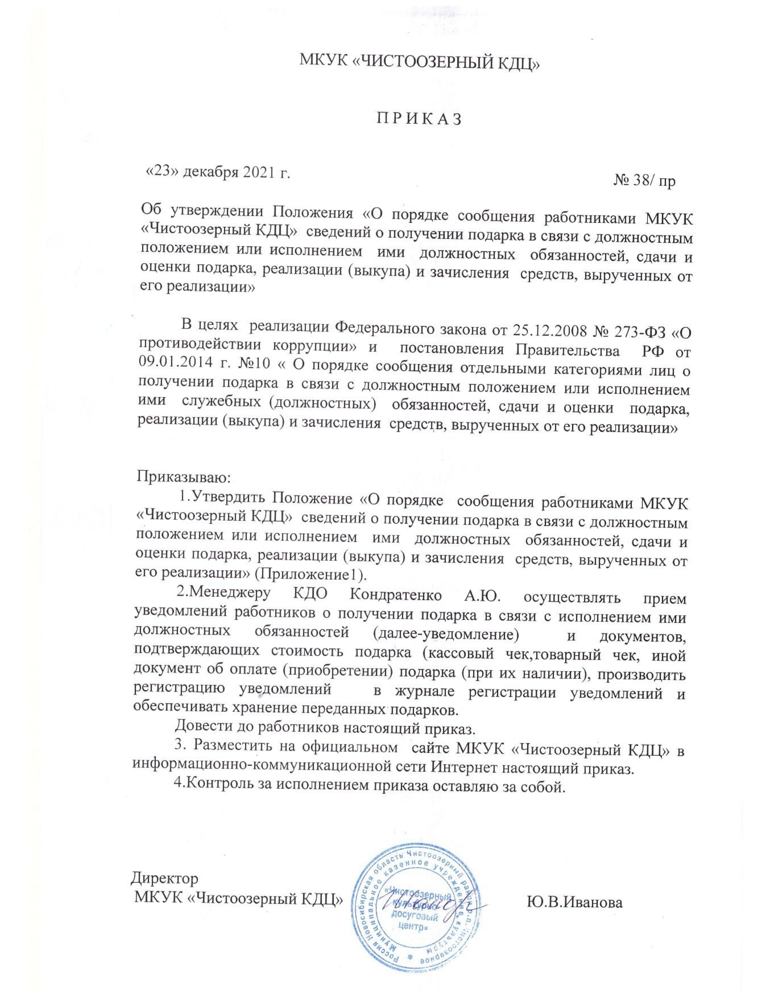 МКУК «ЧИСТООЗЕРНЫЙ КДЦ»
П Р И К А З
«23» декабря 2021 г.
№ 38/ пр
Об утверждении Положения «О порядке сообщения работниками МКУК
«Чистоозерный КДЦ» сведений о получении подарка в связи с должностным
положением или исполнением ими должностных обязанностей, сдачи и
оценки подарка, реализации (выкупа) и зачисления средств, вырученных от
его реализации»
В целях реализации Федерального закона от 25.12.2008 № 273-ФЗ «О
противодействии коррупции» и постановления Правительства РФ от
09.01.2014 г. №10 « О порядке сообщения отдельными категориями лиц о
получении подарка в связи с должностным положением или исполнением
ими служебных (должностных) обязанностей, сдачи и оценки подарка,
реализации (выкупа) и зачисления средств, вырученных от его реализации»
Приказываю:
1.Утвердить Положение «О порядке сообщения работниками МКУК
«Чистоозерный КДЦ» сведений о получении подарка в связи с должностным
положением или исполнением ими должностных обязанностей, сдачи и
оценки подарка, реализации (выкупа) и зачисления средств, вырученных от
его реализации» (Приложение1).
2.Менеджеру КДО Кондратенко А.Ю. осуществлять прием
уведомлений работников о получении подарка в связи с исполнением ими
должностных обязанностей (далее-уведомление) и документов,
подтверждающих стоимость подарка (кассовый чек,товарный чек, иной
документ об оплате (приобретении) подарка (при их наличии), производить
регистрацию уведомлений в журнале регистрации уведомлений и
обеспечивать хранение переданных подарков.
Довести до работников настоящий приказ.
3. Разместить на официальном сайте МКУК «Чистоозерный КДЦ» в
информационно-коммуникационной сети Интернет настоящий приказ.
4.Контроль за исполнением приказа оставляю за собой.
Директор
МКУК «Чистоозерный КДЦ»
Ю.В.Иванова
Россия Новосибирская область Чистоозерный район р.п. Чистоозерное
Муниципальное казенное учреждение культуры
«Чистоозерный
культурно
досуговый
центр»